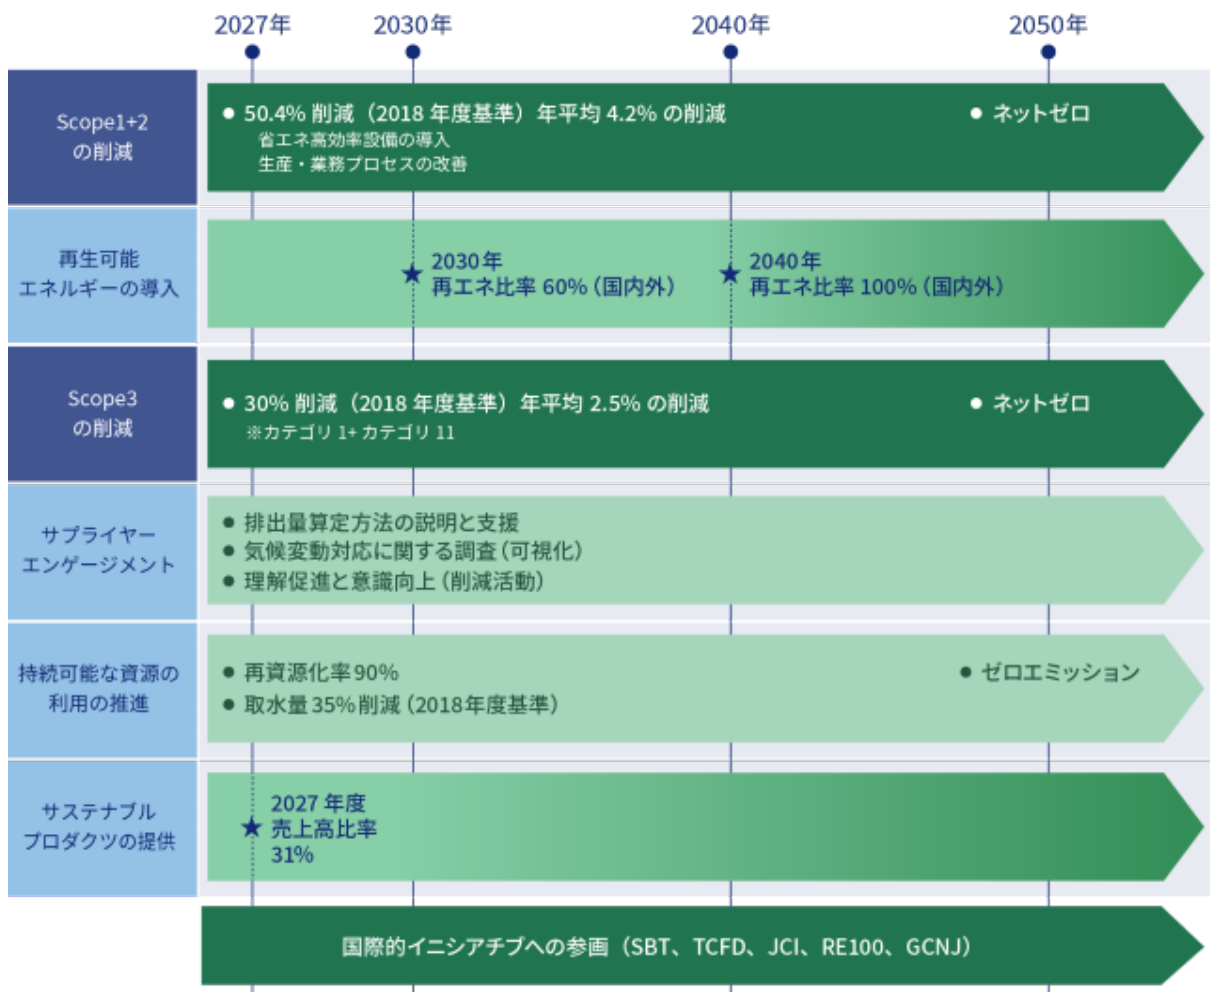 2027年
2030年
2040年
2050年
Scope1+2
の削減
● 50.4% 削減（2018 年度基準）年平均 4.2% の削減
省エネ高効率設備の導入
生産・業務プロセスの改善
● ネットゼロ
再生可能
エネルギーの導入
★ 2030年
再エネ比率 60%（国内外）
★ 2040年
再エネ比率 100%（国内外）
Scope3
の削減
● 30% 削減（2018 年度基準）年平均 2.5% の削減
※カテゴリ 1+ カテゴリ 11
● ネットゼロ
サプライヤー
エンゲージメント
● 排出量算定方法の説明と支援
● 気候変動対応に関する調査（可視化）
● 理解促進と意識向上（削減活動）
持続可能な資源の
利用の推進
● 再資源化率90%
● 取水量35%削減（2018年度基準）
● ゼロエミッション
サステナブル
プロダクツの提供
★ 2027 年度
売上高比率
31%
国際的イニシアチブへの参画（SBT、TCFD、JCI、RE100、GCNJ）